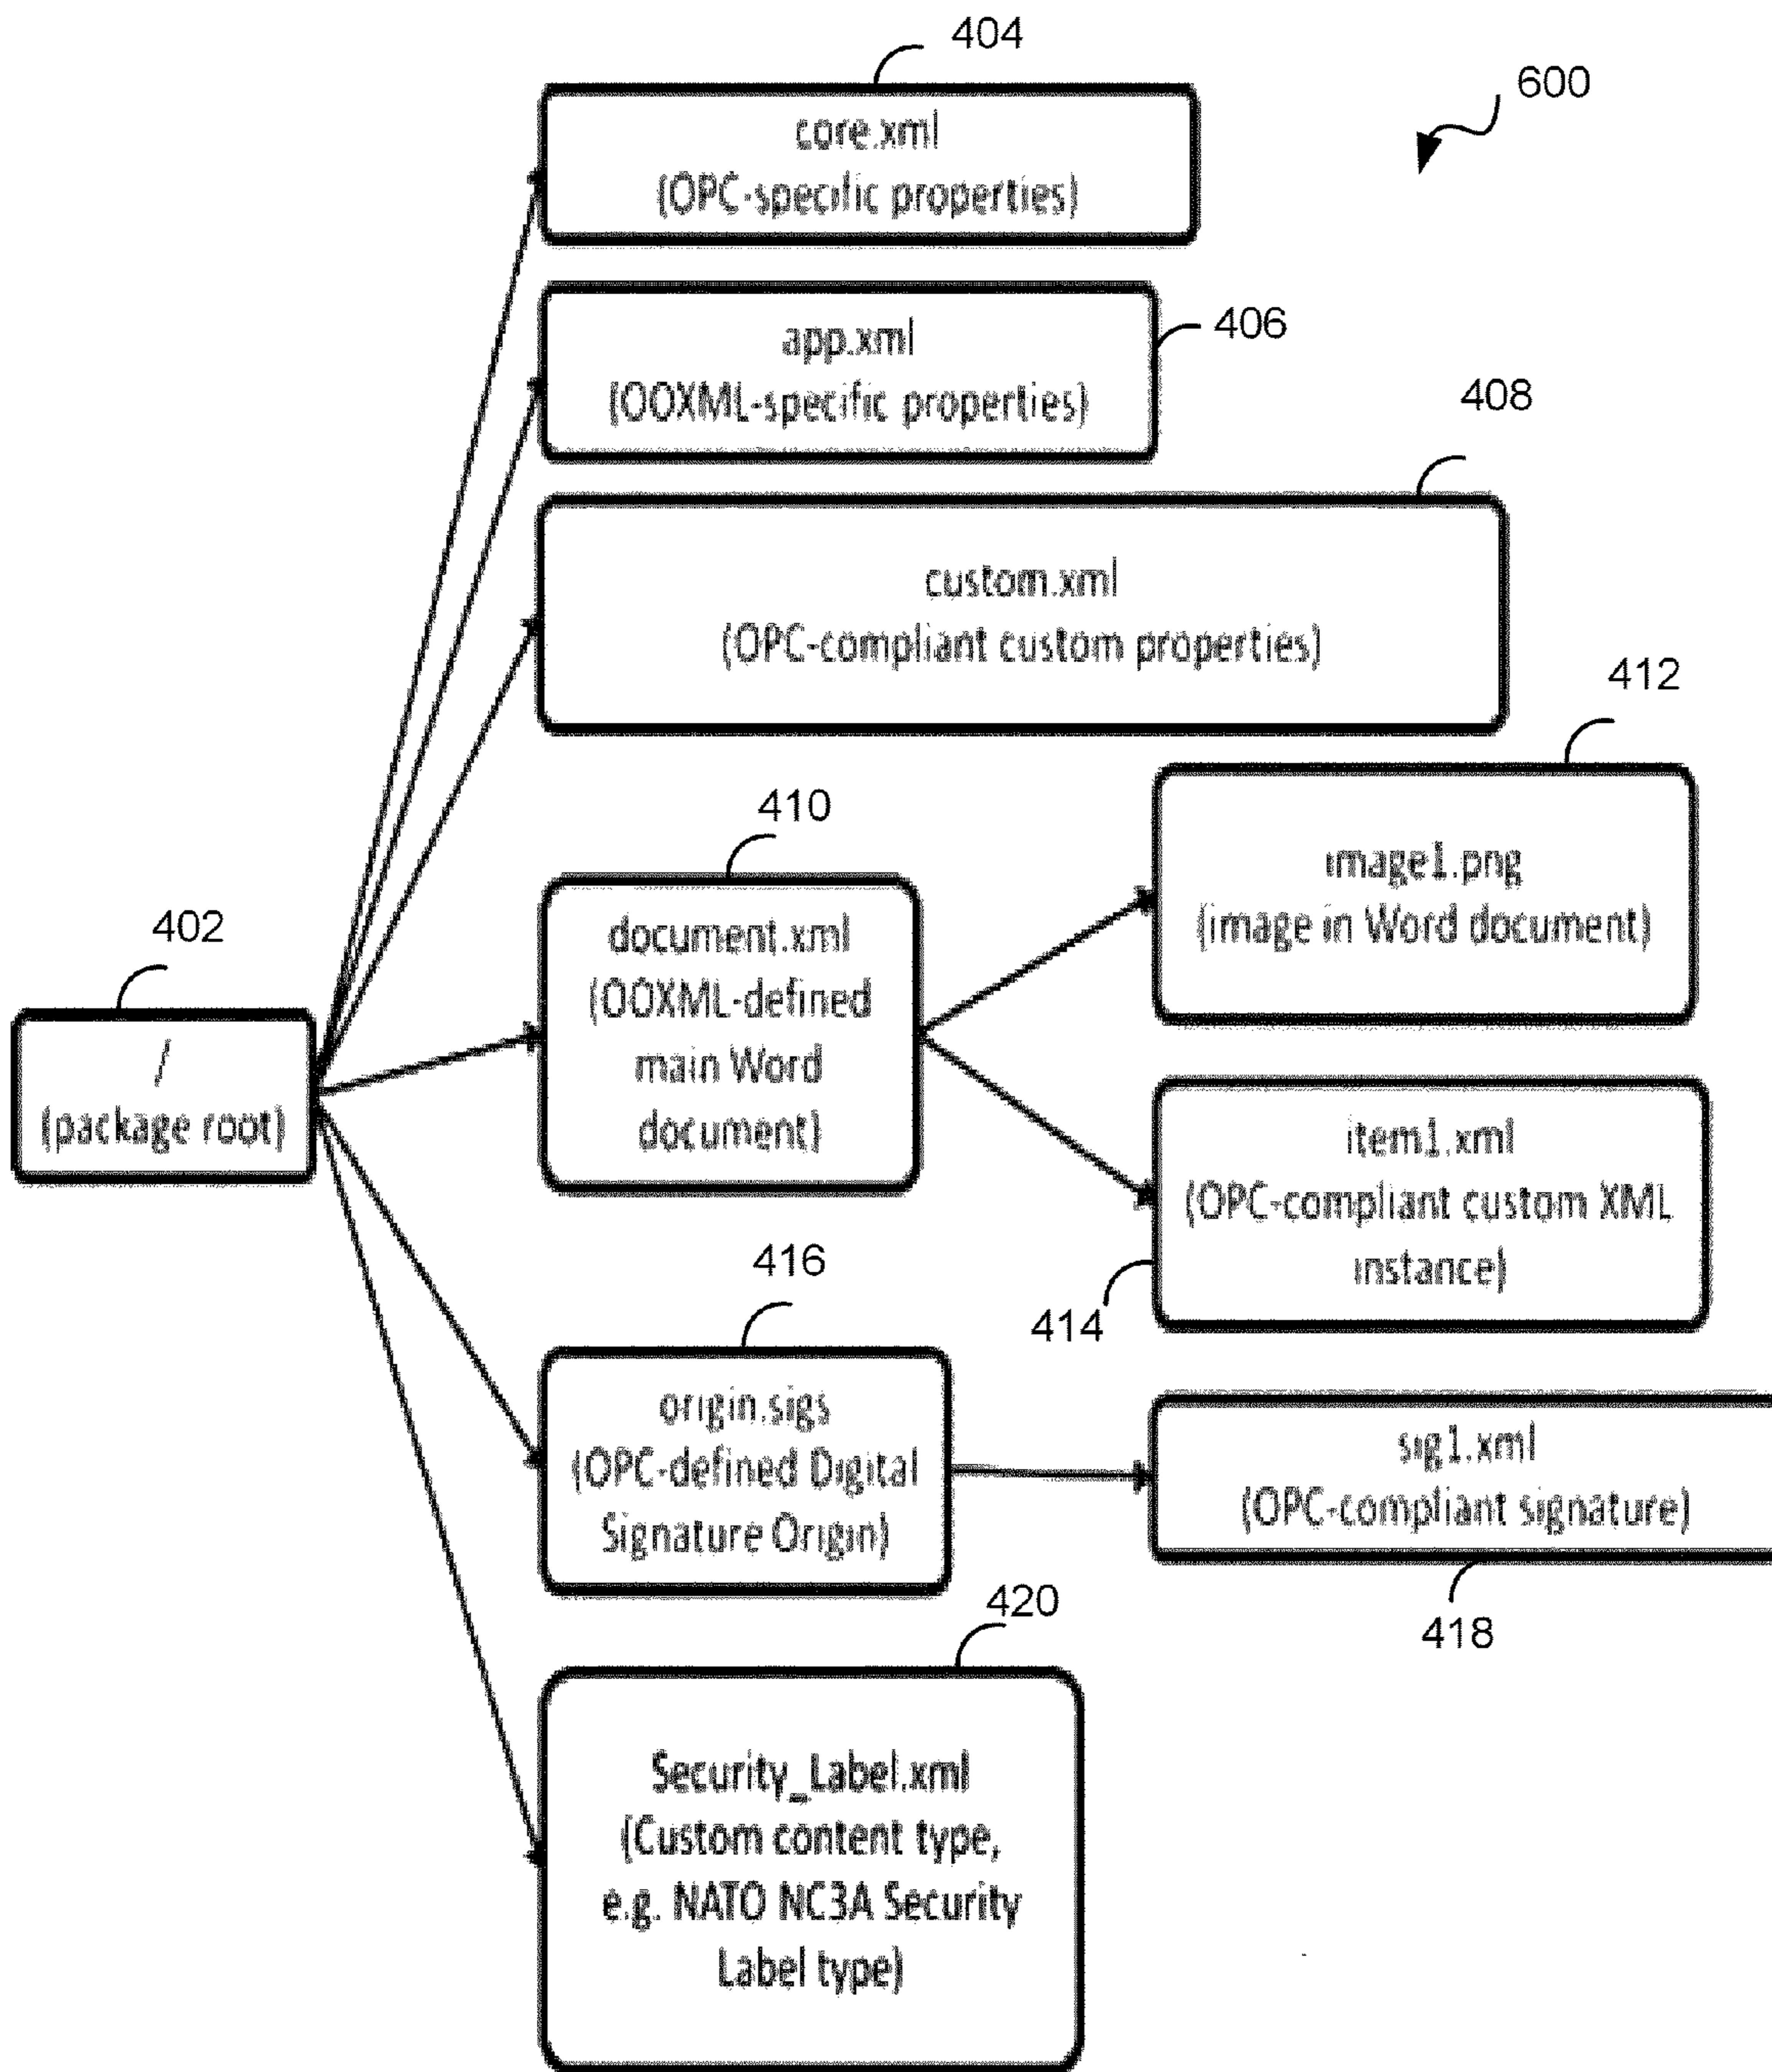 404
600
core.xml
(OPC-specific properties)
app.xml
(OOXML-specific properties)
406
408
custom.xml
(OPC-compliant custom properties)
412
410
image1.png
(image in Word document)
document.xml
(OOXML-defined
main Word
document)
402
/
(package root)
item1.xml
(OPC-compliant custom XML
instance)
414
416
origin.sigs
(OPC-defined Digital
Signature Origin)
sig1.xml
(OPC-compliant signature)
418
420
Security_Label.xml
(Custom content type,
e.g. NATO NC3A Security
Label type)